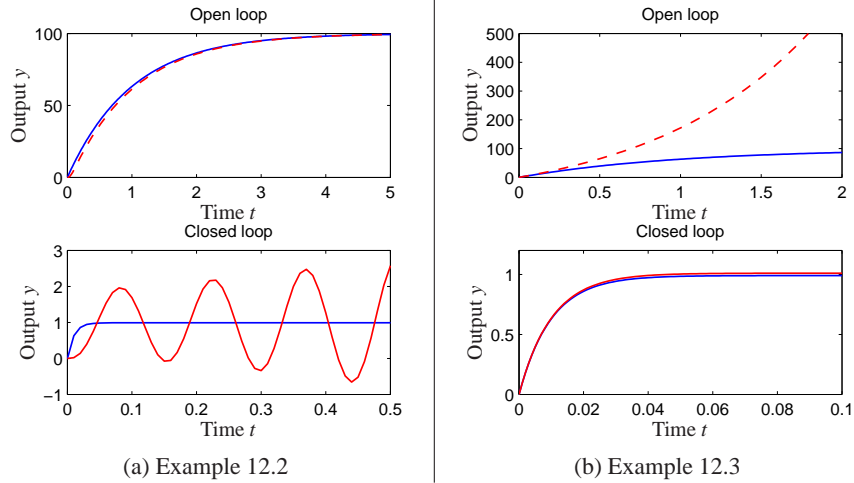 Open loop
100
50
0
Output y
0 1 2 3 4 5
Time t
Closed loop
3
2
1
0
−1
Output y
0 0.1 0.2 0.3 0.4 0.5
Time t
(a) Example 12.2
Open loop
500
400
300
200
100
0
Output y
0 0.5 1 1.5 2
Time t
Closed loop
1
0.5
0
Output y
0 0.02 0.04 0.06 0.08 0.1
Time t
(b) Example 12.3